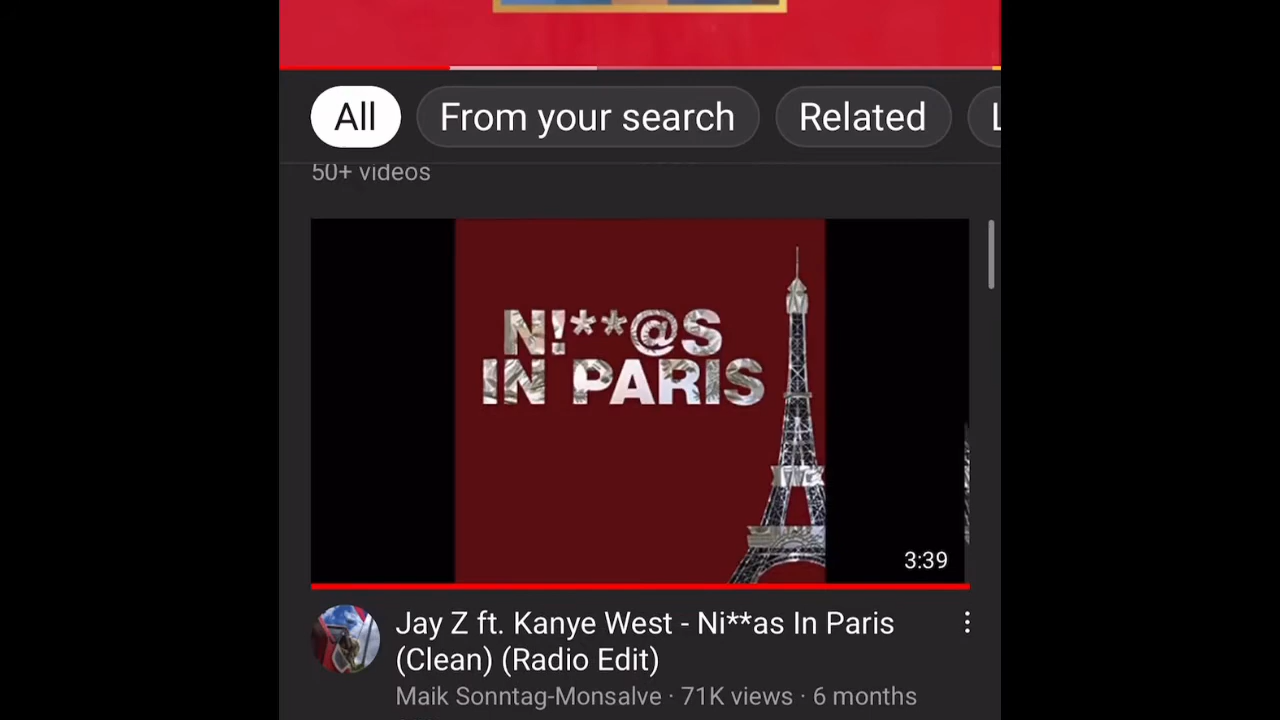 All From your search Related L
50+ videos
N!**@S
IN PARIS
3:39
Jay Z ft. Kanye West - Ni**as In Paris
(Clean) (Radio Edit)
Maik Sonntag-Monsalve · 71K views · 6 months